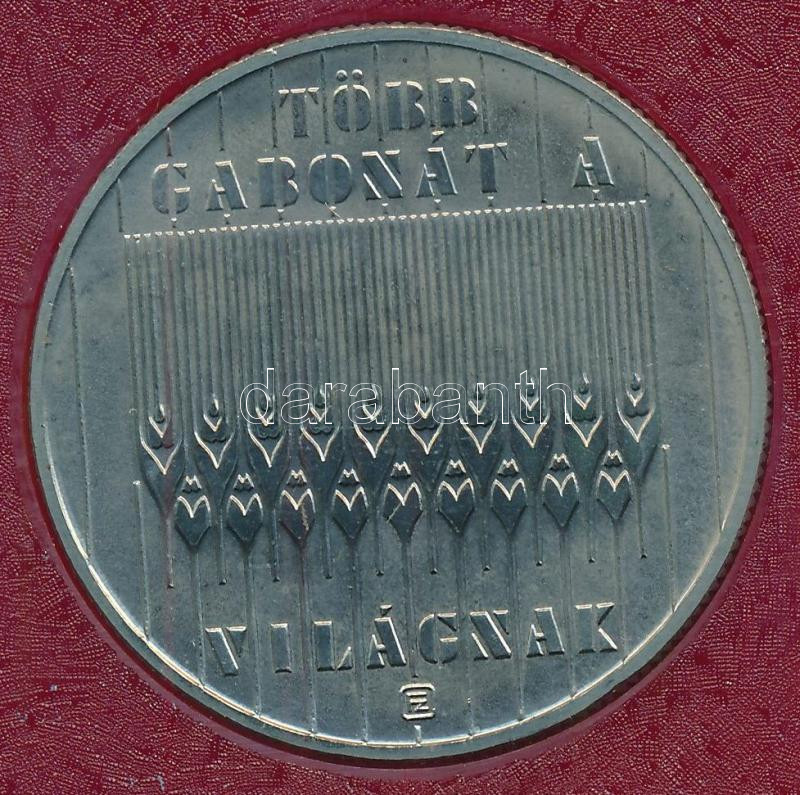 TÖBB
GABONÁT A
darabanth
VILÁGNAK